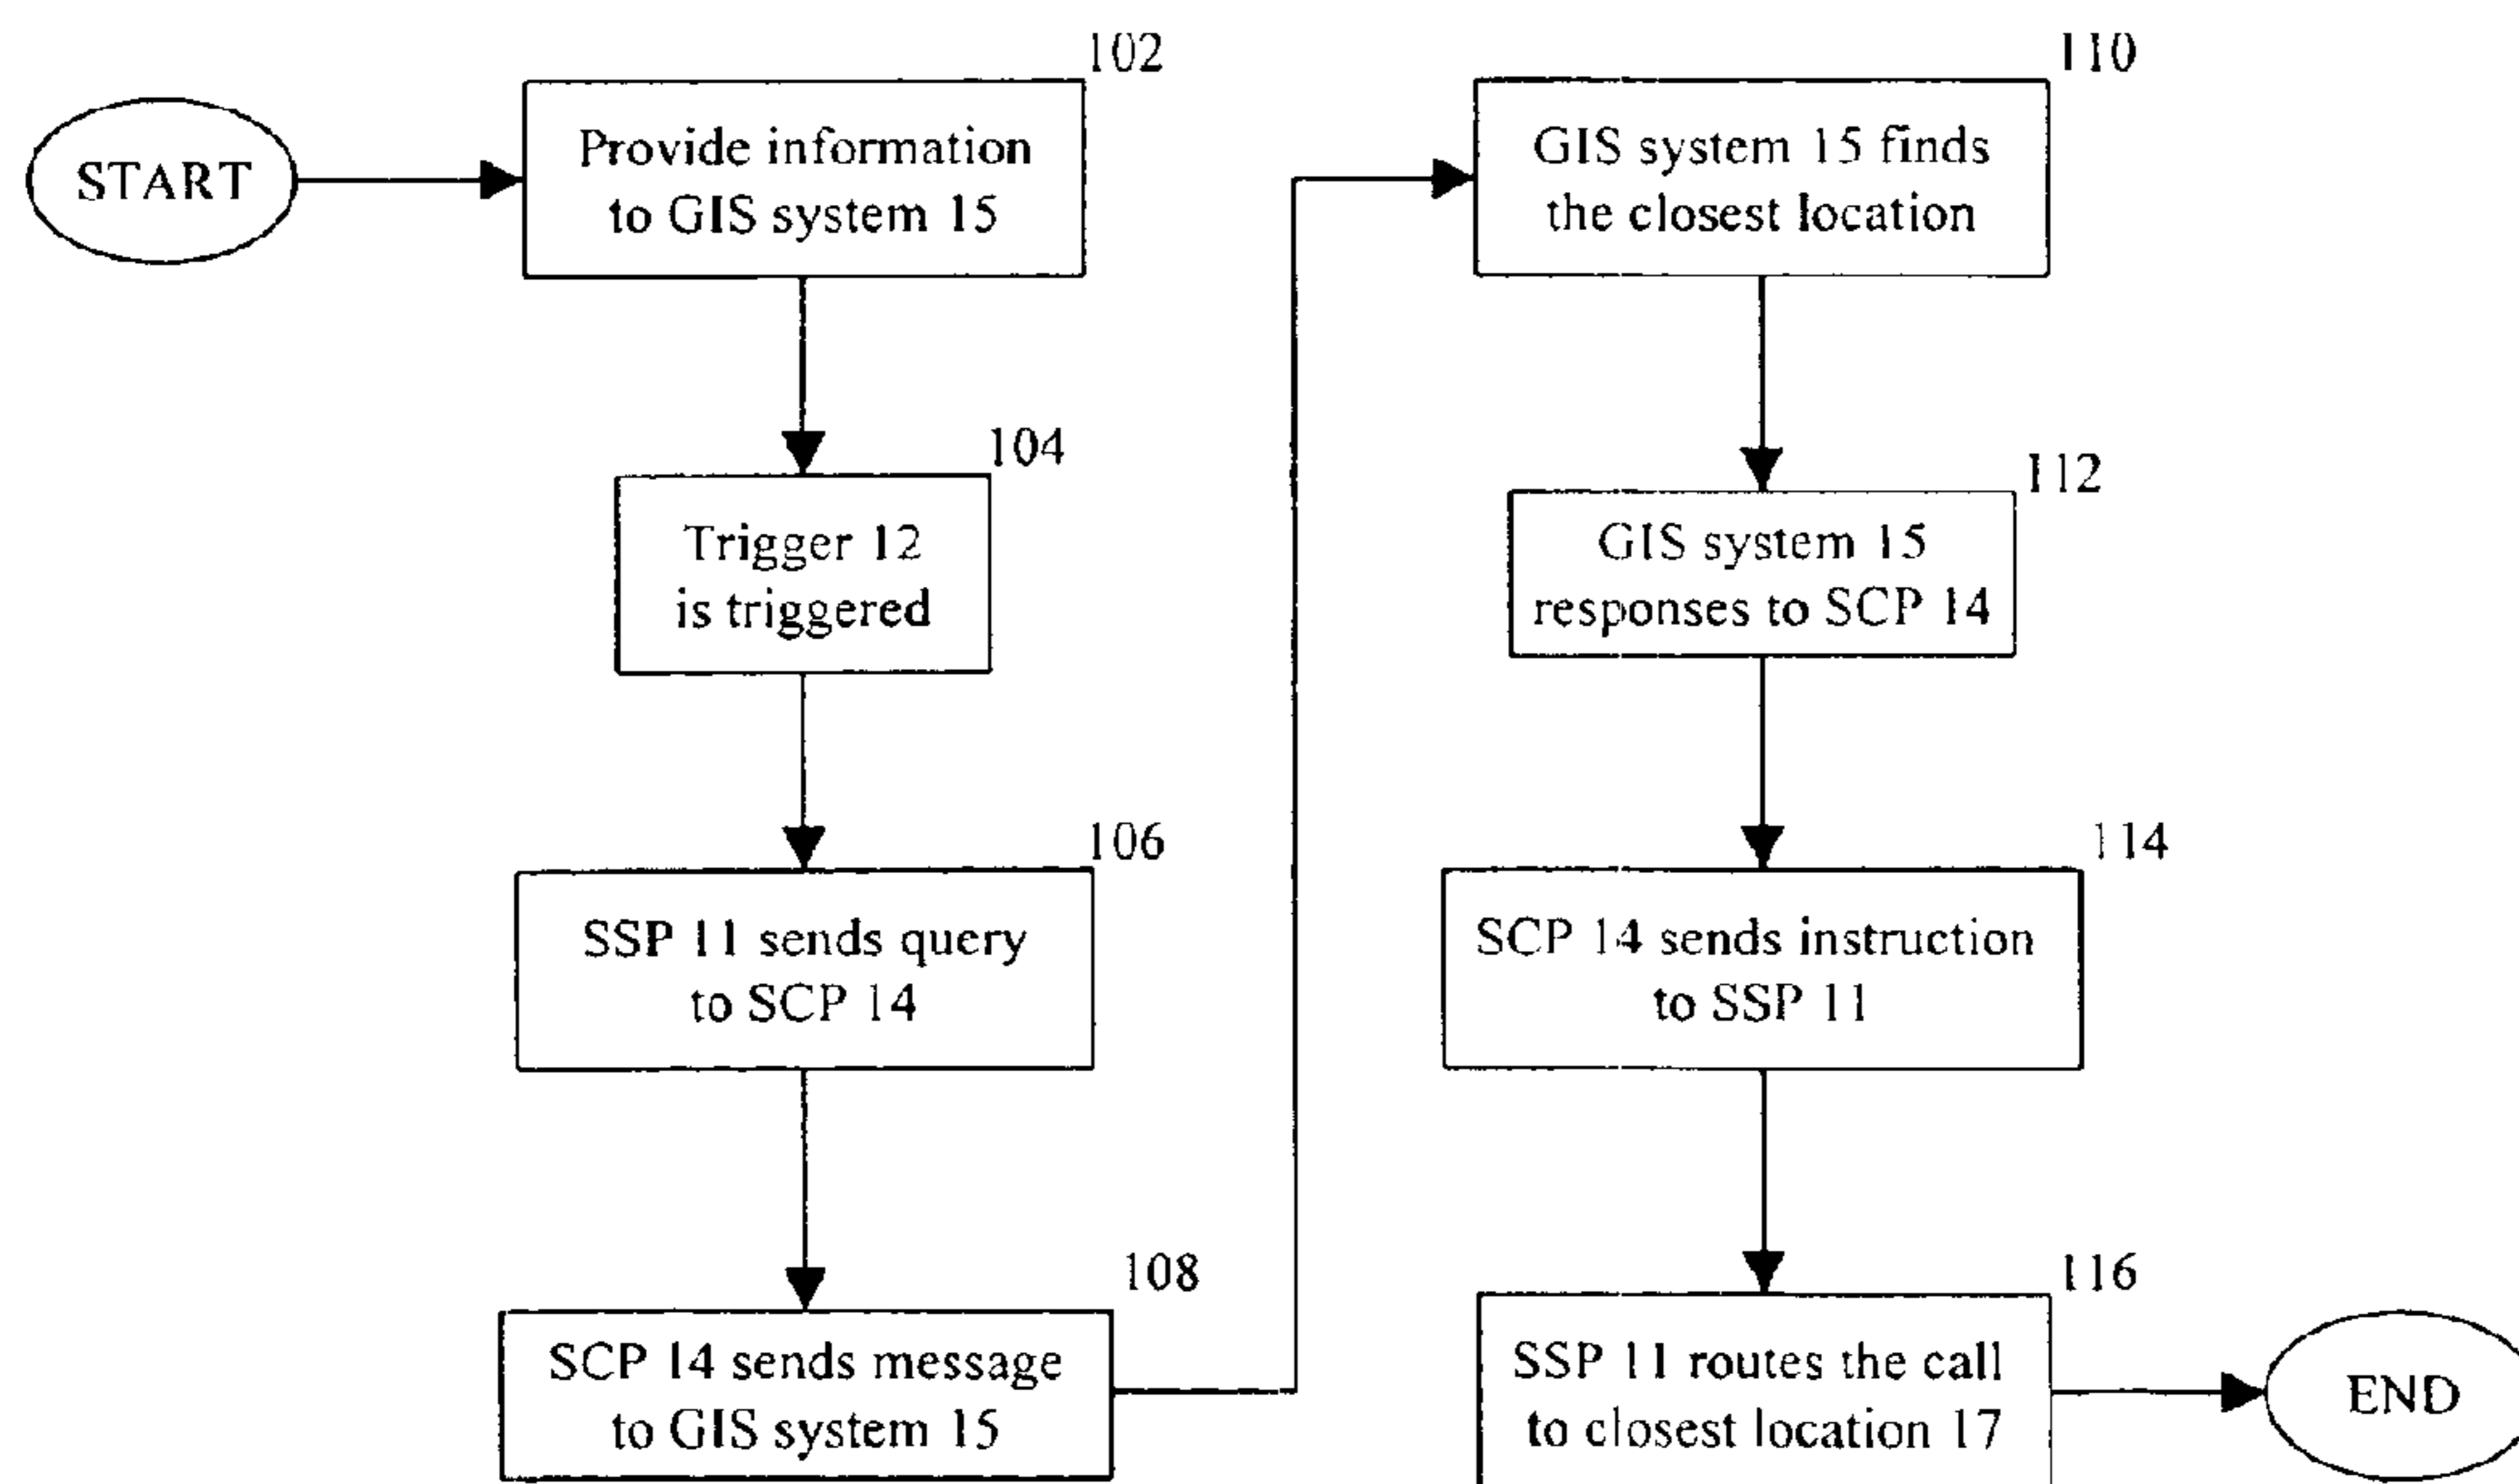 START
102
Provide information
to GIS system 15
104
Trigger 12
is triggered
106
SSP 11 sends query
to SCP 14
108
SCP 14 sends message
to GIS system 15
110
GIS system 15 finds
the closest location
112
GIS system 15
responses to SCP 14
114
SCP 14 sends instruction
to SSP 11
116
SSP 11 routes the call
to closest location 17
END